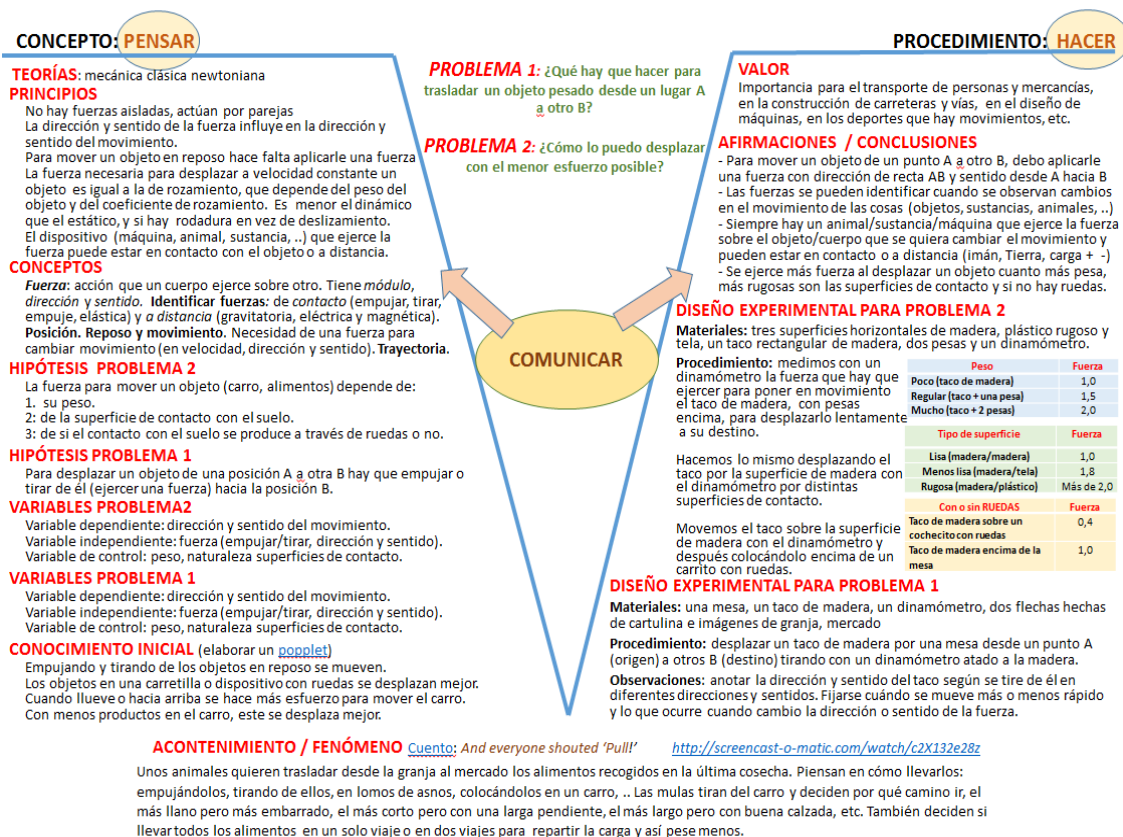 CONCEPTO: PENSAR
TEORÍAS: mecánica clásica newtoniana
PRINCIPIOS
No hay fuerzas aisladas, actúan por parejas
La dirección y sentido de la fuerza influye en la dirección y
sentido del movimiento.
Para mover un objeto en reposo hace falta aplicarle una fuerza
La fuerza necesaria para desplazar a velocidad constante un
objeto es igual a la de rozamiento, que depende del peso del
objeto y del coeficiente de rozamiento. Es menor el dinámico
que el estático, y si hay rodadura en vez de deslizamiento.
El dispositivo (máquina, animal, sustancia, ..) que ejerce la
fuerza puede estar en contacto con el objeto o a distancia.
CONCEPTOS
Fuerza: acción que un cuerpo ejerce sobre otro. Tiene módulo,
dirección y sentido. Identificar fuerzas: de contacto (empujar, tirar,
empuje, elástica) y a distancia (gravitatoria, eléctrica y magnética).
Posición. Reposo y movimiento. Necesidad de una fuerza para
cambiar movimiento (en velocidad, dirección y sentido). Trayectoria.
HIPÓTESIS PROBLEMA 2
La fuerza para mover un objeto (carro, alimentos) depende de:
1. su peso.
2: de la superficie de contacto con el suelo.
3: de si el contacto con el suelo se produce a través de ruedas o no.
HIPÓTESIS PROBLEMA 1
Para desplazar un objeto de una posición A a otra B hay que empujar o
tirar de él (ejercer una fuerza) hacia la posición B.
VARIABLES PROBLEMA2
Variable dependiente: dirección y sentido del movimiento.
Variable independiente: fuerza (empujar/tirar, dirección y sentido).
Variable de control: peso, naturaleza superficies de contacto.
VARIABLES PROBLEMA 1
Variable dependiente: dirección y sentido del movimiento.
Variable independiente: fuerza (empujar/tirar, dirección y sentido).
Variable de control: peso, naturaleza superficies de contacto.
CONOCIMIENTO INICIAL (elaborar un popplet)
Empujando y tirando de los objetos en reposo se mueven.
Los objetos en una carretilla o dispositivo con ruedas se desplazan mejor.
Cuando llueve o hacia arriba se hace más esfuerzo para mover el carro.
Con menos productos en el carro, este se desplaza mejor.
PROBLEMA 1: ¿Qué hay que hacer para
trasladar un objeto pesado desde un lugar A
a otro B?
PROBLEMA 2: ¿Cómo lo puedo desplazar
con el menor esfuerzo posible?
COMUNICAR
PROCEDIMIENTO: HACER
VALOR
Importancia para el transporte de personas y mercancías,
en la construcción de carreteras y vías, en el diseño de
máquinas, en los deportes que hay movimientos, etc.
AFIRMACIONES / CONCLUSIONES
- Para mover un objeto de un punto A a otro B, debo aplicarle
una fuerza con dirección de recta AB y sentido desde A hacia B
- Las fuerzas se pueden identificar cuando se observan cambios
en el movimiento de las cosas (objetos, sustancias, animales, ..)
- Siempre hay un animal/sustancia/máquina que ejerce la fuerza
sobre el objeto/cuerpo que se quiera cambiar el movimiento y
pueden estar en contacto o a distancia (imán, Tierra, carga + -)
- Se ejerce más fuerza al desplazar un objeto cuanto más pesa,
más rugosas son las superficies de contacto y si no hay ruedas.
DISEÑO EXPERIMENTAL PARA PROBLEMA 2
Materiales: tres superficies horizontales de madera, plástico rugoso y
tela, un taco rectangular de madera, dos pesas y un dinamómetro.
Procedimiento: medimos con un
dinamómetro la fuerza que hay que
ejercer para poner en movimiento
el taco de madera, con pesas
encima, para desplazarlo lentamente
a su destino.
Hacemos lo mismo desplazando el
taco por la superficie de madera con
el dinamómetro por distintas
superficies de contacto.
Movemos el taco sobre la superficie
de madera con el dinamómetro y
después colocándolo encima de un
carrito con ruedas.
Peso Fuerza
Poco (taco de madera) 1,0
Regular (taco + una pesa) 1,5
Mucho (taco + 2 pesas) 2,0
Tipo de superficie Fuerza
Lisa (madera/madera) 1,0
Menos lisa (madera/tela) 1,8
Rugosa (madera/plástico) Más de 2,0
Con o sin RUEDAS Fuerza
Taco de madera sobre un 0,4
cochecito con ruedas
Taco de madera encima de la 1,0
mesa
DISEÑO EXPERIMENTAL PARA PROBLEMA 1
Materiales: una mesa, un taco de madera, un dinamómetro, dos flechas hechas
de cartulina e imágenes de granja, mercado
Procedimiento: desplazar un taco de madera por una mesa desde un punto A
(origen) a otros B (destino) tirando con un dinamómetro atado a la madera.
Observaciones: anotar la dirección y sentido del taco según se tire de él en
diferentes direcciones y sentidos. Fijarse cuándo se mueve más o menos rápido
y lo que ocurre cuando cambio la dirección o sentido de la fuerza.
ACONTENIMIENTO / FENÓMENO Cuento: And everyone shouted 'Pull!' http://screencast-o-matic.com/watch/c2X132e28z
Unos animales quieren trasladar desde la granja al mercado los alimentos recogidos en la última cosecha. Piensan en cómo llevarlos:
empujándolos, tirando de ellos, en lomos de asnos, colocándolos en un carro, .. Las mulas tiran del carro y deciden por qué camino ir, el
más llano pero más embarrado, el más corto pero con una larga pendiente, el más largo pero con buena calzada, etc. También deciden si
llevar todos los alimentos en un solo viaje o en dos viajes para repartir la carga y así pese menos.